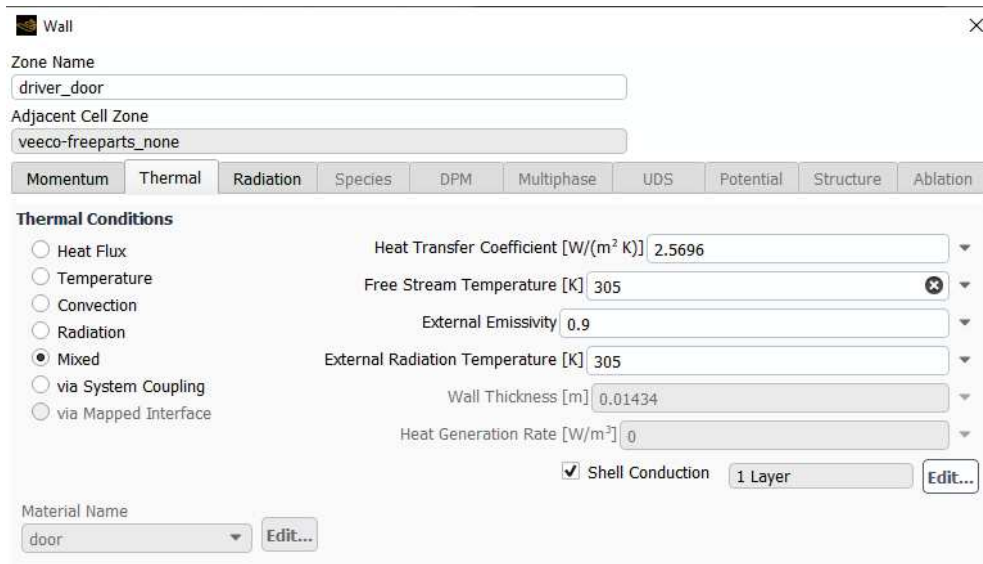 Wall
Zone Name
driver_door
Adjacent Cell Zone
veeco-freeparts_none
Momentum Thermal Radiation Species DPM Multiphase UDS Potential Structure Ablation
Thermal Conditions
Heat Flux
Temperature
Convection
Radiation
Mixed
via System Coupling
via Mapped Interface
Heat Transfer Coefficient [W/(m² K)] 2.5696
Free Stream Temperature [K] 305
External Emissivity 0.9
External Radiation Temperature [K] 305
Wall Thickness [m] 0.01434
Heat Generation Rate [W/m³] 0
Shell Conduction 1 Layer Edit...
Material Name
door Edit...